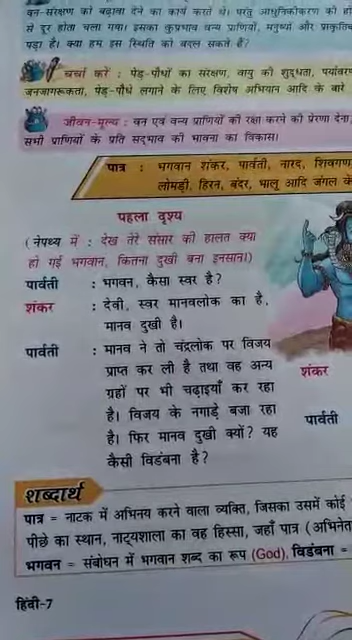 वन-संरक्षण को बढ़ावा देने का कार्य करते थे। परंतु आधुनिकीकरण की हो
से दूर होता चला गया। इसका कुप्रभाव वन्य प्राणियों, मनुष्यों और प्राकृतिक
पड़ा है। क्या हम इस स्थिति को बदल सकते हैं?
चर्चा करें : पेड़-पौधों का संरक्षण, वायु की शुद्धता, पर्यावरण
जनजागरूकता, पेड़-पौधे लगाने के लिए विशेष अभियान आदि के बारे
जीवन-मूल्य : वन एवं वन्य प्राणियों की रक्षा करने की प्रेरणा देना,
सभी प्राणियों के प्रति सद्भाव की भावना का विकास।
पात्र : भगवान शंकर, पार्वती, नारद, शिवगण
लोमड़ी, हिरन, बंदर, भालू आदि जंगल के
पहला दृश्य
(नेपथ्य में : देख तेरे संसार की हालत क्या
हो गई भगवान, कितना दुखी बना इनसान।)
पार्वती : भगवन, कैसा स्वर है?
शंकर : देवी, स्वर मानवलोक का है,
मानव दुखी है।
पार्वती : मानव ने तो चंद्रलोक पर विजय
प्राप्त कर ली है तथा वह अन्य
ग्रहों पर भी चढ़ाइयाँ कर रहा
है। विजय के नगाड़े बजा रहा
है। फिर मानव दुखी क्यों? यह
कैसी विडंबना है?
शंकर
पार्वती
शब्दार्थ
पात्र = नाटक में अभिनय करने वाला व्यक्ति, जिसका उसमें कोई
पीछे का स्थान, नाट्यशाला का वह हिस्सा, जहाँ पात्र (अभिनेत
भगवन = संबोधन में भगवान शब्द का रूप (God), विडंबना =
हिंदी-7